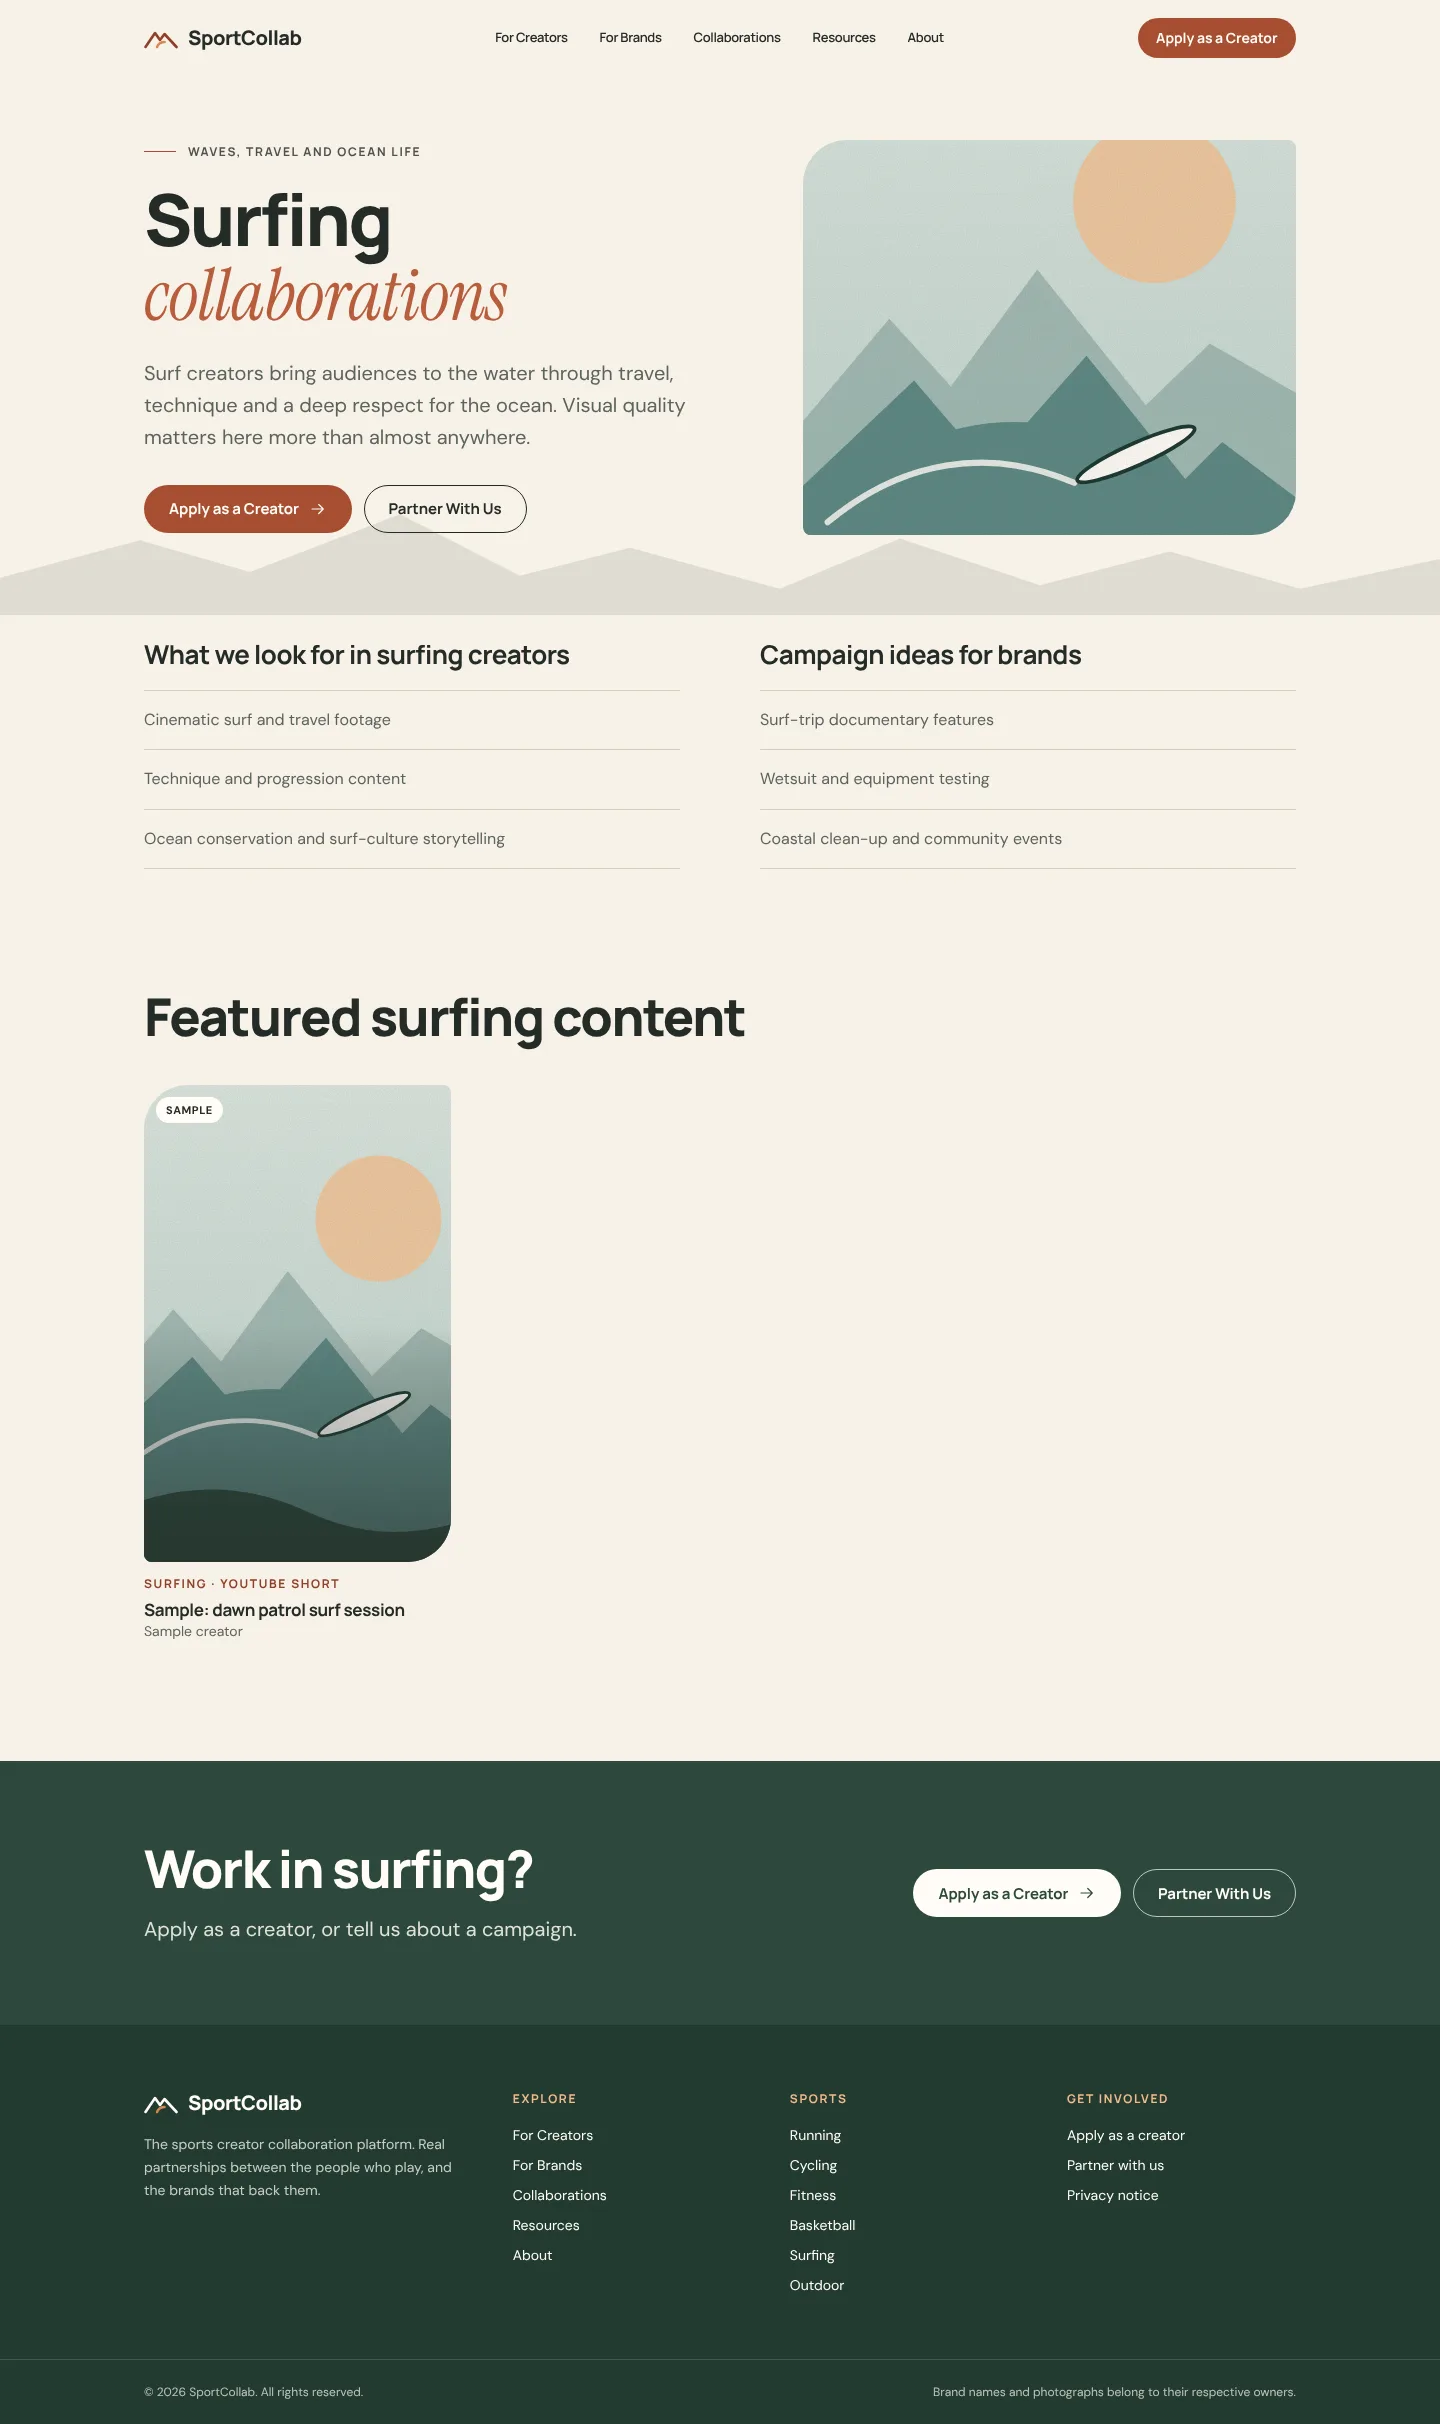 SportCollab
For Creators
For Brands
Collaborations
Resources
About
Apply as a Creator
WAVES, TRAVEL AND OCEAN LIFE
Surfing
collaborations
Surf creators bring audiences to the water through travel,
technique and a deep respect for the ocean. Visual quality
matters here more than almost anywhere.
Apply as a Creator →
Partner With Us
What we look for in surfing creators
Cinematic surf and travel footage
Technique and progression content
Ocean conservation and surf-culture storytelling
Campaign ideas for brands
Surf-trip documentary features
Wetsuit and equipment testing
Coastal clean-up and community events
Featured surfing content
SAMPLE
SURFING · YOUTUBE SHORT
Sample: dawn patrol surf session
Sample creator
Work in surfing?
Apply as a creator, or tell us about a campaign.
Apply as a Creator →
Partner With Us
SportCollab
The sports creator collaboration platform. Real
partnerships between the people who play, and
the brands that back them.
EXPLORE
For Creators
For Brands
Collaborations
Resources
About
SPORTS
Running
Cycling
Fitness
Basketball
Surfing
Outdoor
GET INVOLVED
Apply as a creator
Partner with us
Privacy notice
© 2026 SportCollab. All rights reserved.
Brand names and photographs belong to their respective owners.